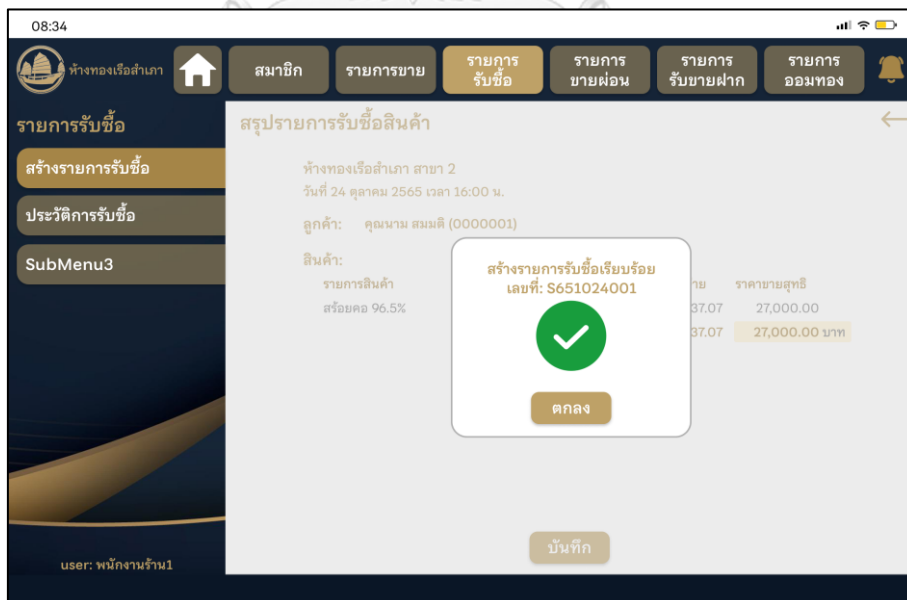 08:34
ห้างทองเรือสำเภา
สมาชิก
รายการขาย
รายการ
รับซื้อ
รายการ
ขายผ่อน
รายการ
รับขายฝาก
รายการ
ออมทอง
รายการรับซื้อ
สร้างรายการรับซื้อ
ประวัติการรับซื้อ
SubMenu3
user: พนักงานร้าน1
สรุปรายการรับซื้อสินค้า
ห้างทองเรือสำเภา สาขา 2
วันที่ 24 ตุลาคม 2565 เวลา 16:00 น.
ลูกค้า: คุณนาม สมมติ (0000001)
สินค้า:
รายการสินค้า ราคาขายสุทธิ
สร้อยคอ 96.5% 37.07 27,000.00
37.07 27,000.00 บาท
สร้างรายการรับซื้อเรียบร้อย
เลขที่: S651024001
ตกลง
บันทึก